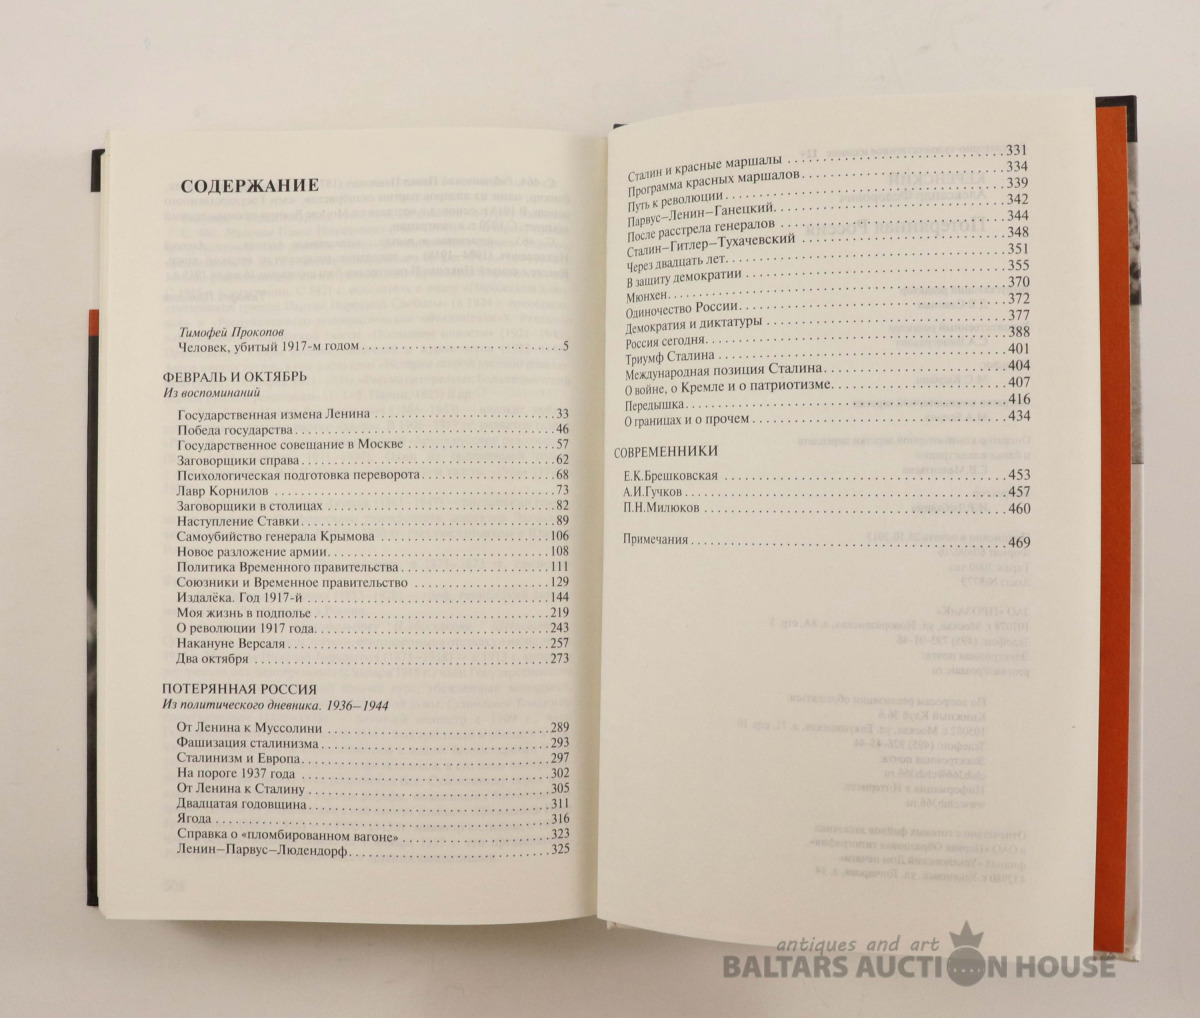 СОДЕРЖАНИЕ
Тимофей Прокопов
Человек, убитый 1917-м годом 5
ФЕВРАЛЬ И ОКТЯБРЬ
Из воспоминаний
Государственная измена Ленина 33
Победа государства 46
Государственное совещание в Москве 57
Заговорщики справа 62
Психологическая подготовка переворота 68
Лавр Корнилов 73
Заговорщики в столицах 82
Наступление Ставки 89
Самоубийство генерала Крымова 106
Новое разложение армии 108
Политика Временного правительства 111
Союзники и Временное правительство 129
Издалёка. Год 1917-й 144
Моя жизнь в подполье 219
О революции 1917 года 243
Накануне Версаля 257
Два октября 273
ПОТЕРЯННАЯ РОССИЯ
Из политического дневника. 1936–1944
От Ленина к Муссолини 289
Фашизация сталинизма 293
Сталинизм и Европа 297
На пороге 1937 года 302
От Ленина к Сталину 305
Двадцатая годовщина 311
Ягода 316
Справка о «пломбированном вагоне» 323
Ленин–Парвус–Людендорф 325
Сталин и красные маршалы 331
Программа красных маршалов 334
Путь к революции 339
Парвус–Ленин–Ганецкий 342
После расстрела генералов 344
Сталин–Гитлер–Тухачевский 348
Через двадцать лет 351
В защиту демократии 355
Мюнхен 370
Одиночество России 372
Демократия и диктатуры 377
Россия сегодня 388
Триумф Сталина 401
Международная позиция Сталина 404
О войне, о Кремле и о патриотизме 407
Передышка 416
О границах и о прочем 434
СОВРЕМЕННИКИ
Е.К.Брешковская 453
А.И.Гучков 457
П.Н.Милюков 460
Примечания 469
antiques and art
BALTARS AUCTION HOUSE